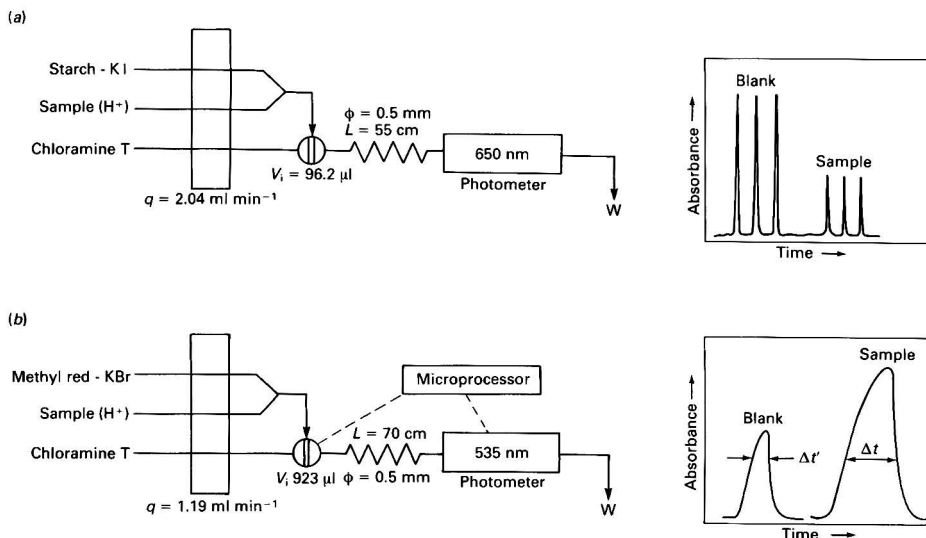 (a)
Starch - KI
Sample (H⁺)
Chloramine T
q = 2.04 ml min⁻¹
Vᵢ = 96.2 μl
ϕ = 0.5 mm
L = 55 cm
650 nm
Photometer
W
Absorbance →
Blank
Sample
Time →
(b)
Methyl red - KBr
Sample (H⁺)
Chloramine T
q = 1.19 ml min⁻¹
Microprocessor
L = 70 cm
Vᵢ 923 μl ϕ = 0.5 mm
535 nm
Photometer
W
Absorbance →
Sample
Blank
Δt′
Δt
Time →